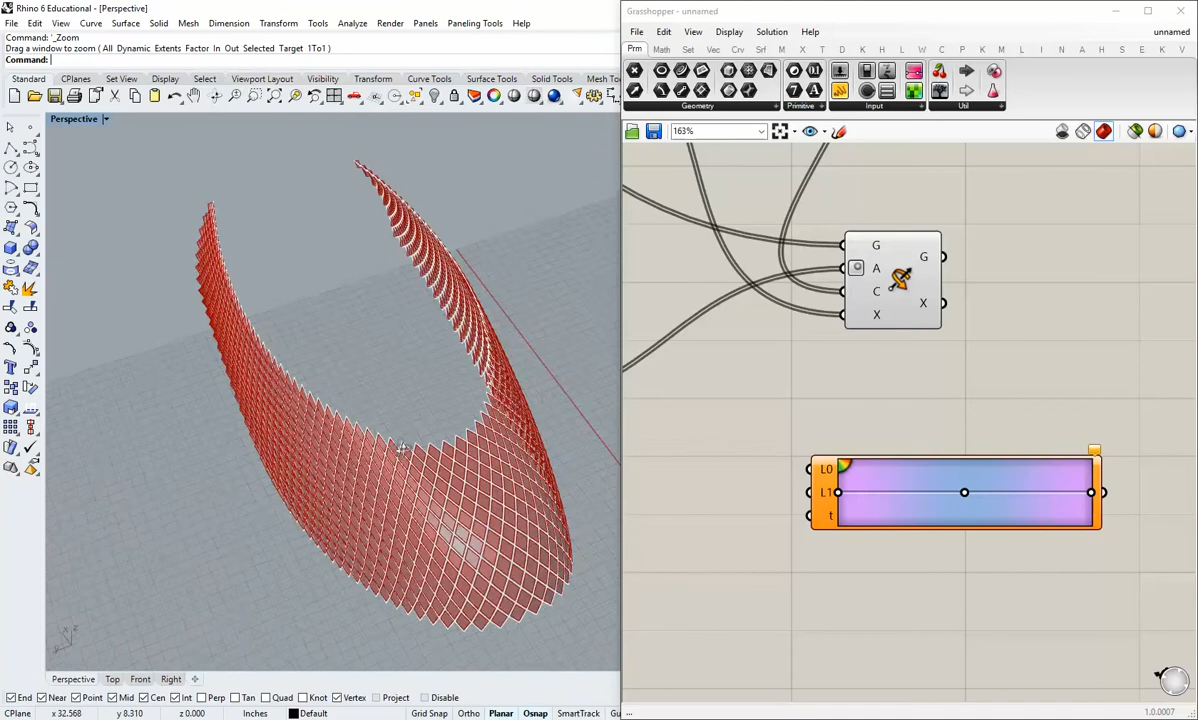 Rhino 6 Educational - [Perspective]
File Edit View Curve Surface Solid Mesh Dimension Transform Tools Analyze Render Panels Paneling Tools Help
Command: '_Zoom
Drag a window to zoom ( All Dynamic Extents Factor In Out Selected Target 1To1 )
Command:
Standard CPlanes Set View Display Select Viewport Layout Visibility Transform Curve Tools Surface Tools Solid Tools Mesh To
Perspective
Perspective Top Front Right
End Near Point Mid Cen Int Perp Tan Quad Knot Vertex Project Disable
CPlane x 32.568 y 8.310 z 0.000 Inches Default Grid Snap Ortho Planar Osnap SmartTrack Gu
Grasshopper - unnamed
File Edit View Display Solution Help unnamed
Prm Math Set Vec Crv Srf Msh Int Trns Dis X T D K L W C P K M U V L T M A H
Geometry Primitive Input Util
163%
G
A
C
X
G
X
L0
L1
t
...
1.0.0007